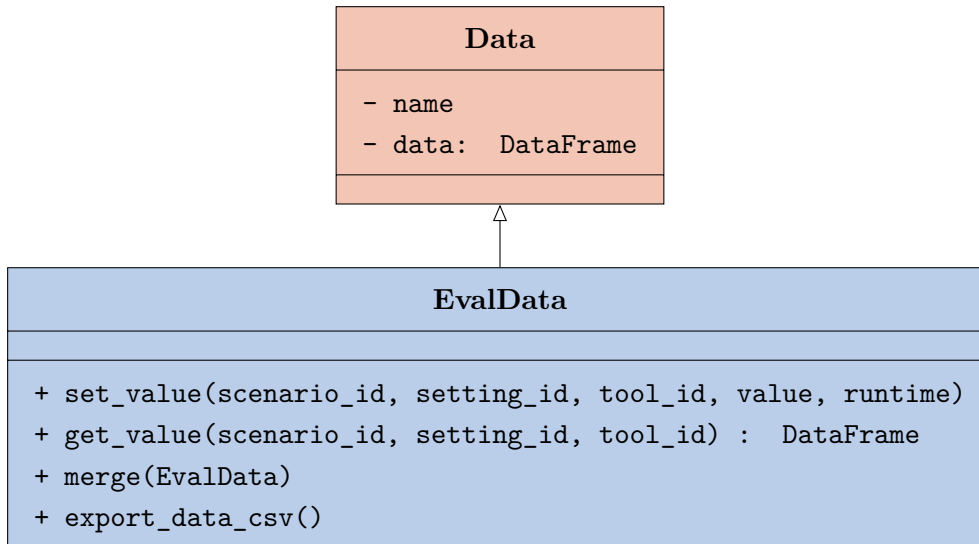 Data
- name
- data: DataFrame
EvalData
+ set_value(scenario_id, setting_id, tool_id, value, runtime)
+ get_value(scenario_id, setting_id, tool_id) : DataFrame
+ merge(EvalData)
+ export_data_csv()